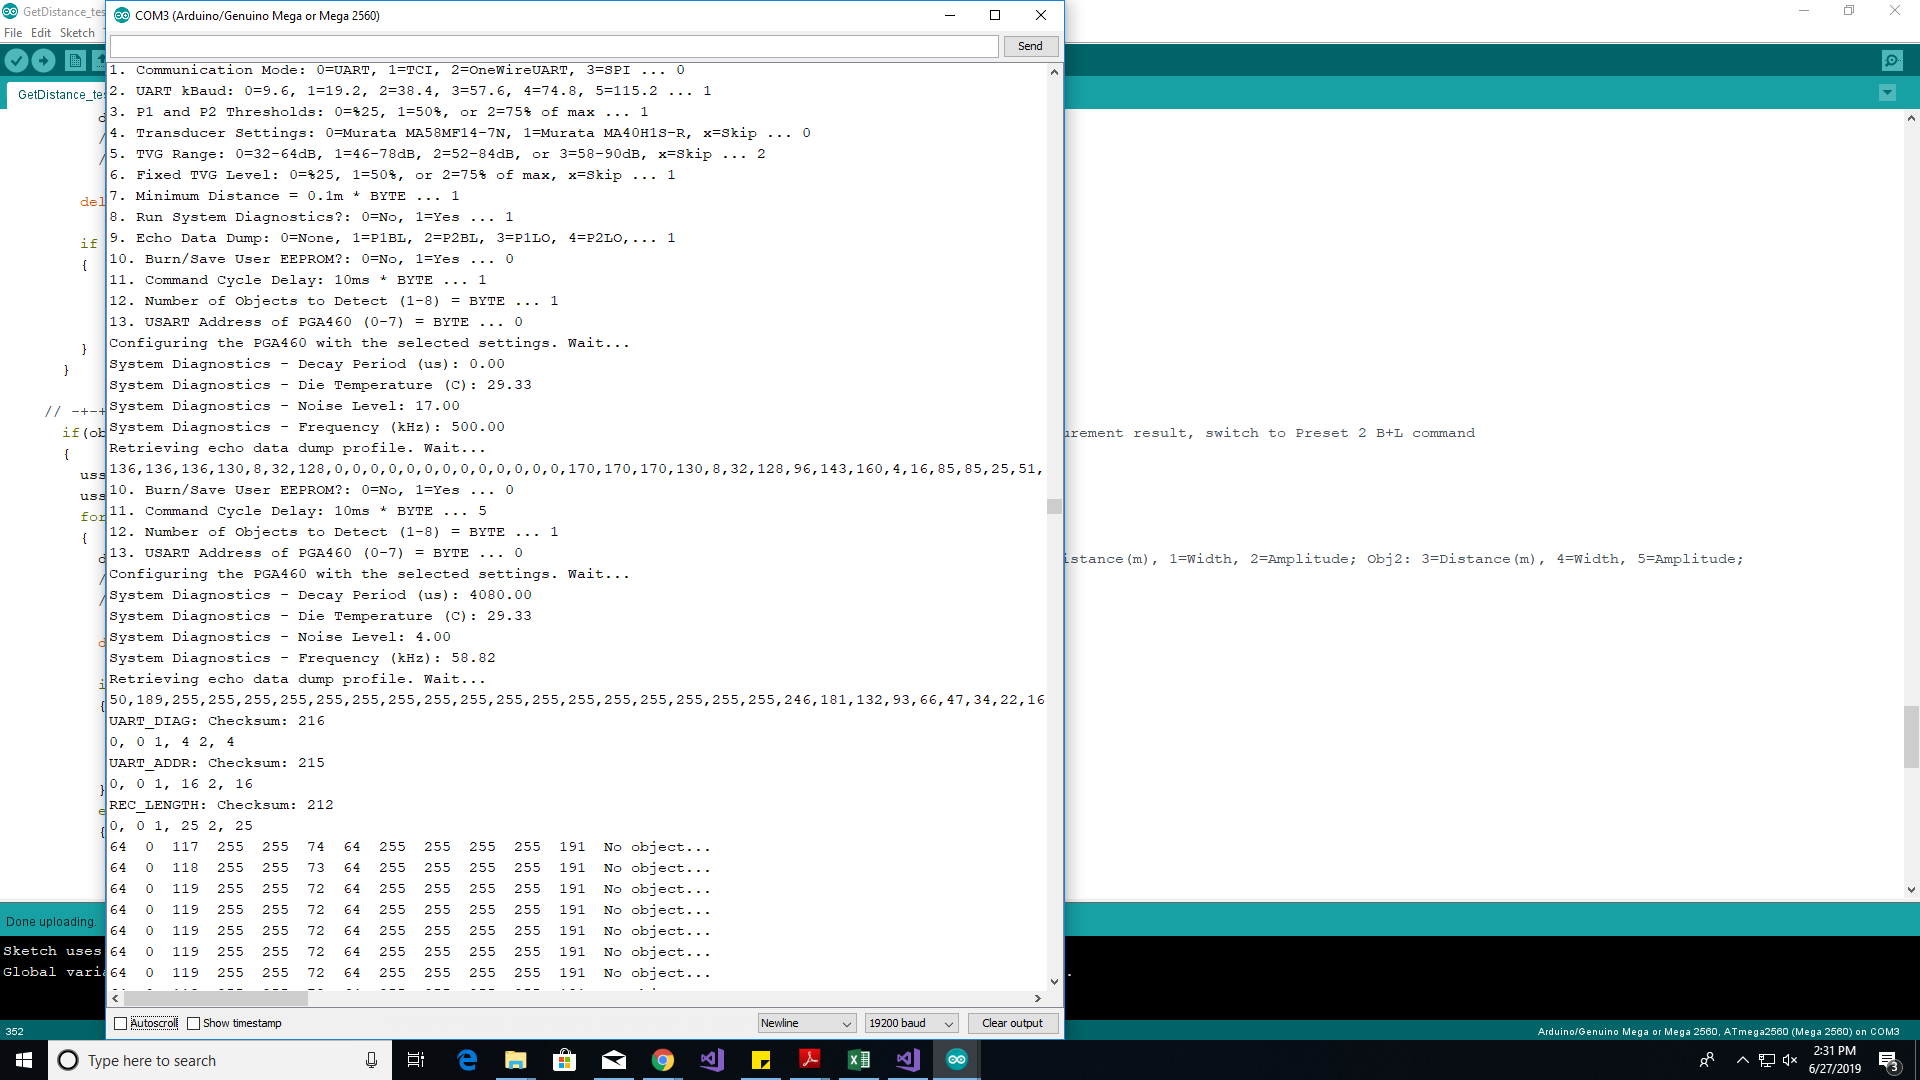 GetDistance_tes
COM3 (Arduino/Genuino Mega or Mega 2560)
File Edit Sketch
Send
GetDistance_tes
1. Communication Mode: 0=UART, 1=TCI, 2=OneWireUART, 3=SPI ... 0
2. UART kBaud: 0=9.6, 1=19.2, 2=38.4, 3=57.6, 4=74.8, 5=115.2 ... 1
3. P1 and P2 Thresholds: 0=%25, 1=50%, or 2=75% of max ... 1
4. Transducer Settings: 0=Murata MA58MF14-7N, 1=Murata MA40H1S-R, x=Skip ... 0
5. TVG Range: 0=32-64dB, 1=46-78dB, 2=52-84dB, or 3=58-90dB, x=Skip ... 2
6. Fixed TVG Level: 0=%25, 1=50%, or 2=75% of max, x=Skip ... 1
del 7. Minimum Distance = 0.1m * BYTE ... 1
8. Run System Diagnostics?: 0=No, 1=Yes ... 1
if 9. Echo Data Dump: 0=None, 1=P1BL, 2=P2BL, 3=P1LO, 4=P2LO,... 1
{ 10. Burn/Save User EEPROM?: 0=No, 1=Yes ... 0
11. Command Cycle Delay: 10ms * BYTE ... 1
12. Number of Objects to Detect (1-8) = BYTE ... 1
13. USART Address of PGA460 (0-7) = BYTE ... 0
} Configuring the PGA460 with the selected settings. Wait...
} System Diagnostics - Decay Period (us): 0.00
System Diagnostics - Die Temperature (C): 29.33
// -+-+ System Diagnostics - Noise Level: 17.00
if(ob System Diagnostics - Frequency (kHz): 500.00 urement result, switch to Preset 2 B+L command
{ Retrieving echo data dump profile. Wait...
uss 136,136,136,130,8,32,128,0,0,0,0,0,0,0,0,0,0,0,0,0,170,170,170,130,8,32,128,96,143,160,4,16,85,85,25,51,
uss 10. Burn/Save User EEPROM?: 0=No, 1=Yes ... 0
for 11. Command Cycle Delay: 10ms * BYTE ... 5
{ 12. Number of Objects to Detect (1-8) = BYTE ... 1
d 13. USART Address of PGA460 (0-7) = BYTE ... 0 istance(m), 1=Width, 2=Amplitude; Obj2: 3=Distance(m), 4=Width, 5=Amplitude;
/ Configuring the PGA460 with the selected settings. Wait...
/ System Diagnostics - Decay Period (us): 4080.00
System Diagnostics - Die Temperature (C): 29.33
d System Diagnostics - Noise Level: 4.00
System Diagnostics - Frequency (kHz): 58.82
i Retrieving echo data dump profile. Wait...
{ 50,189,255,255,255,255,255,255,255,255,255,255,255,255,255,255,255,255,255,246,181,132,93,66,47,34,22,16
UART_DIAG: Checksum: 216
0, 0 1, 4 2, 4
UART_ADDR: Checksum: 215
} 0, 0 1, 16 2, 16
e REC_LENGTH: Checksum: 212
{ 0, 0 1, 25 2, 25
64 0 117 255 255 74 64 255 255 255 255 191 No object...
64 0 118 255 255 73 64 255 255 255 255 191 No object...
64 0 119 255 255 72 64 255 255 255 255 191 No object...
64 0 119 255 255 72 64 255 255 255 255 191 No object...
64 0 119 255 255 72 64 255 255 255 255 191 No object...
64 0 119 255 255 72 64 255 255 255 255 191 No object...
64 0 119 255 255 72 64 255 255 255 255 191 No object...
Done uploading.
Sketch uses
Global varia
Autoscroll Show timestamp Newline 19200 baud Clear output
352 Arduino/Genuino Mega or Mega 2560, ATmega2560 (Mega 2560) on COM3
Type here to search
2:31 PM
6/27/2019
3